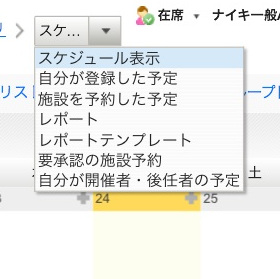 在席 ▼ ナイキ一般
スケ...
スケジュール表示
自分が登録した予定
施設を予約した予定
レポート
レポートテンプレート
要承認の施設予約
自分が開催者・後任者の予定
リスト
ループ
土
24
25